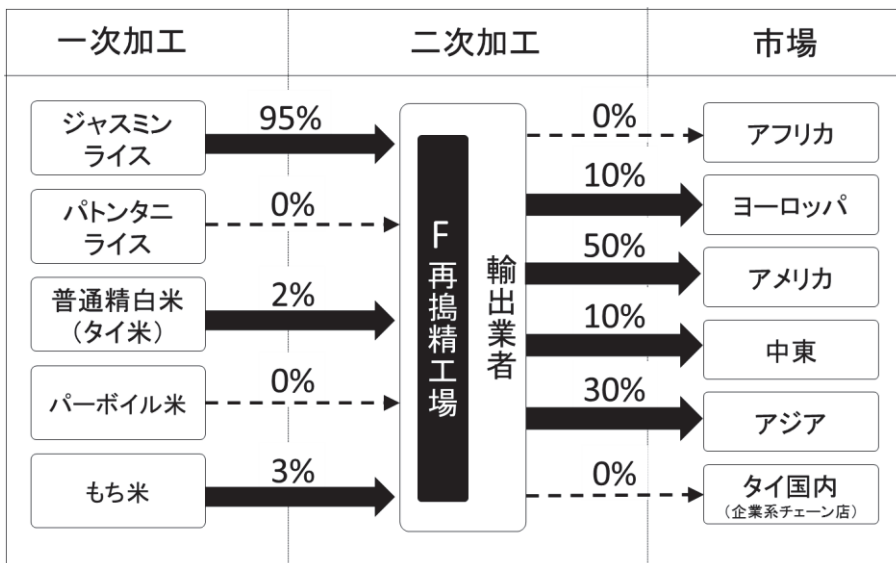 一次加工
二次加工
市場
ジャスミン
ライス
95%
パトンタニ
ライス
0%
普通精白米
（タイ米）
2%
パーボイル米
0%
もち米
3%
F再搗精工場
輸出業者
0%
アフリカ
10%
ヨーロッパ
50%
アメリカ
10%
中東
30%
アジア
0%
タイ国内
（企業系チェーン店）